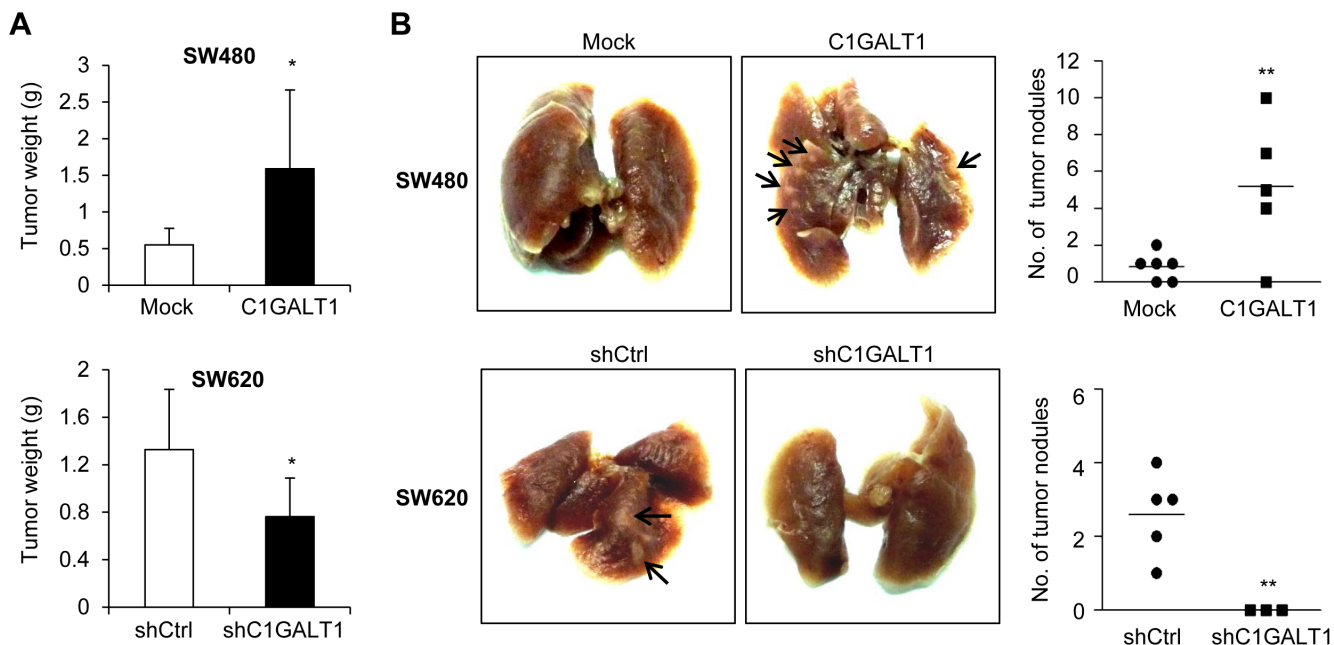 A
SW480
*
Tumor weight (g)
3
2.5
2
1.5
1
0.5
0
Mock C1GALT1
SW620
*
Tumor weight (g)
2
1.6
1.2
0.8
0.4
0
shCtrl shC1GALT1
B
Mock C1GALT1
SW480
shCtrl shC1GALT1
SW620
No. of tumor nodules
12
10
8
6
4
2
0
**
Mock C1GALT1
No. of tumor nodules
6
4
2
0
**
shCtrl shC1GALT1